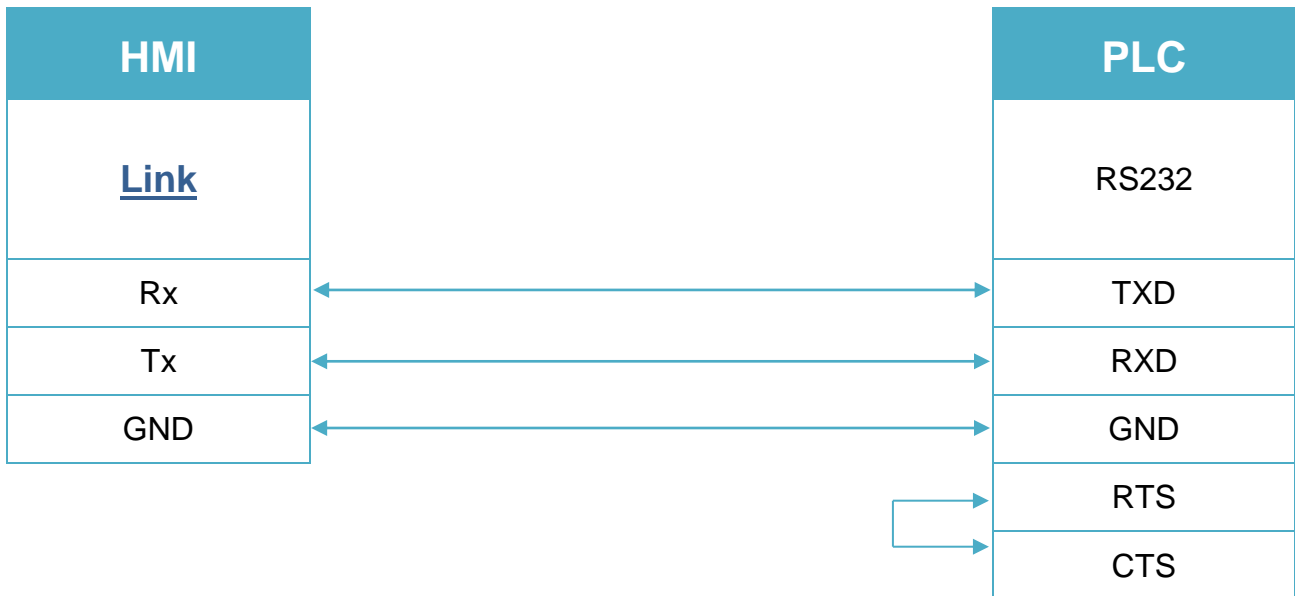 HMI
PLC
Link
RS232
Rx
TXD
Tx
RXD
GND
GND
RTS
CTS